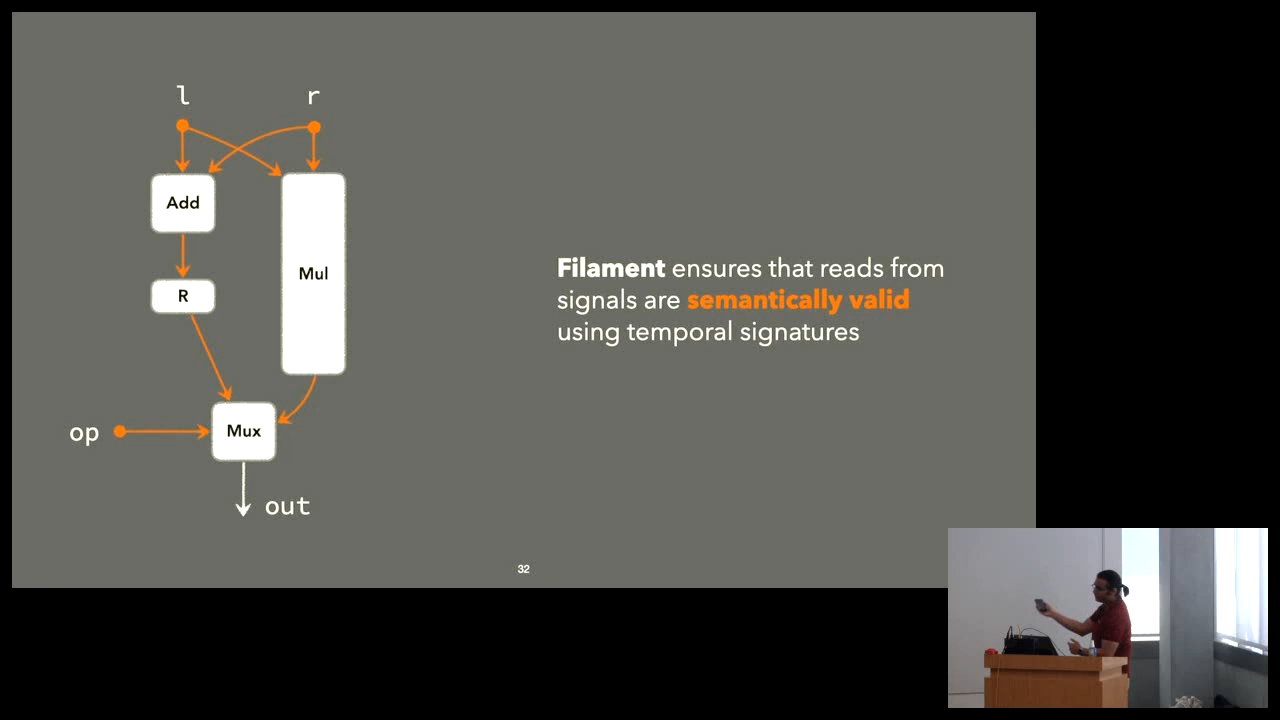 l
r
Add
Mul
R
Filament ensures that reads from
signals are semantically valid
using temporal signatures
op
Mux
out
32